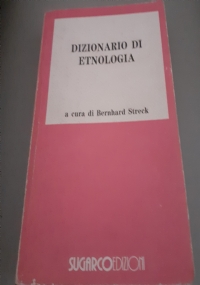 DIZIONARIO DI
ETNOLOGIA
a cura di Bernhard Streck
SUGARCOEDIZIONI